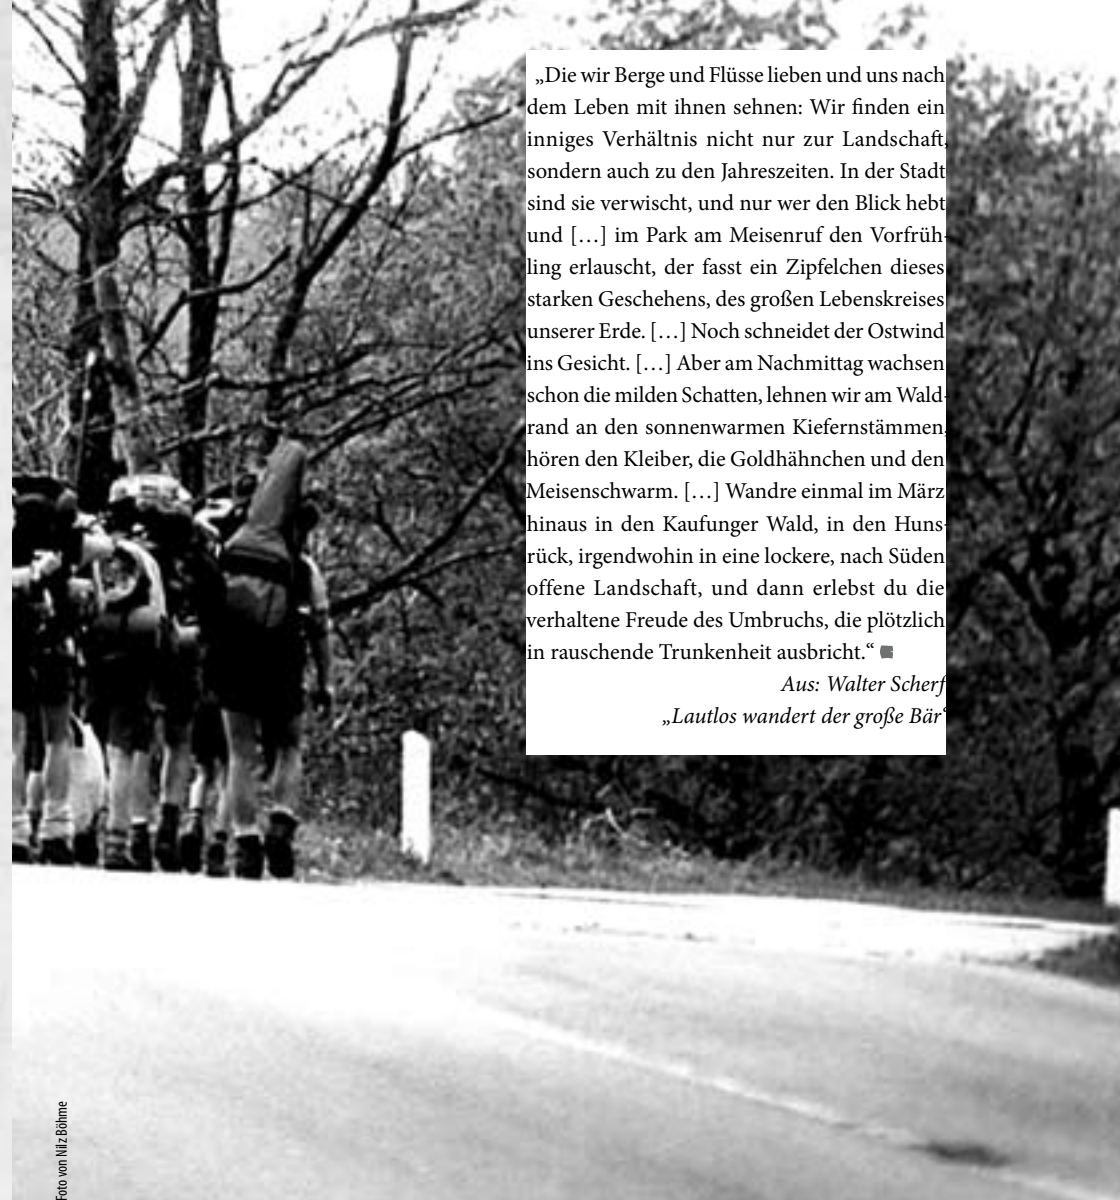 „Die wir Berge und Flüsse lieben und uns nach
dem Leben mit ihnen sehnen: Wir finden ein
inniges Verhältnis nicht nur zur Landschaft,
sondern auch zu den Jahreszeiten. In der Stadt
sind sie verwischt, und nur wer den Blick hebt
und […] im Park am Meisenruf den Vorfrüh-
ling erlauscht, der fasst ein Zipfelchen dieses
starken Geschehens, des großen Lebenskreises
unserer Erde. […] Noch schneidet der Ostwind
ins Gesicht. […] Aber am Nachmittag wachsen
schon die milden Schatten, lehnen wir am Wald-
rand an den sonnenwarmen Kiefernstämmen,
hören den Kleiber, die Goldhähnchen und den
Meisenschwarm. […] Wandre einmal im März
hinaus in den Kaufunger Wald, in den Huns-
rück, irgendwohin in eine lockere, nach Süden
offene Landschaft, und dann erlebst du die
verhaltene Freude des Umbruchs, die plötzlich
in rauschende Trunkenheit ausbricht.“
Aus: Walter Scherf
„Lautlos wandert der große Bär“
Foto von Nilz Böhme